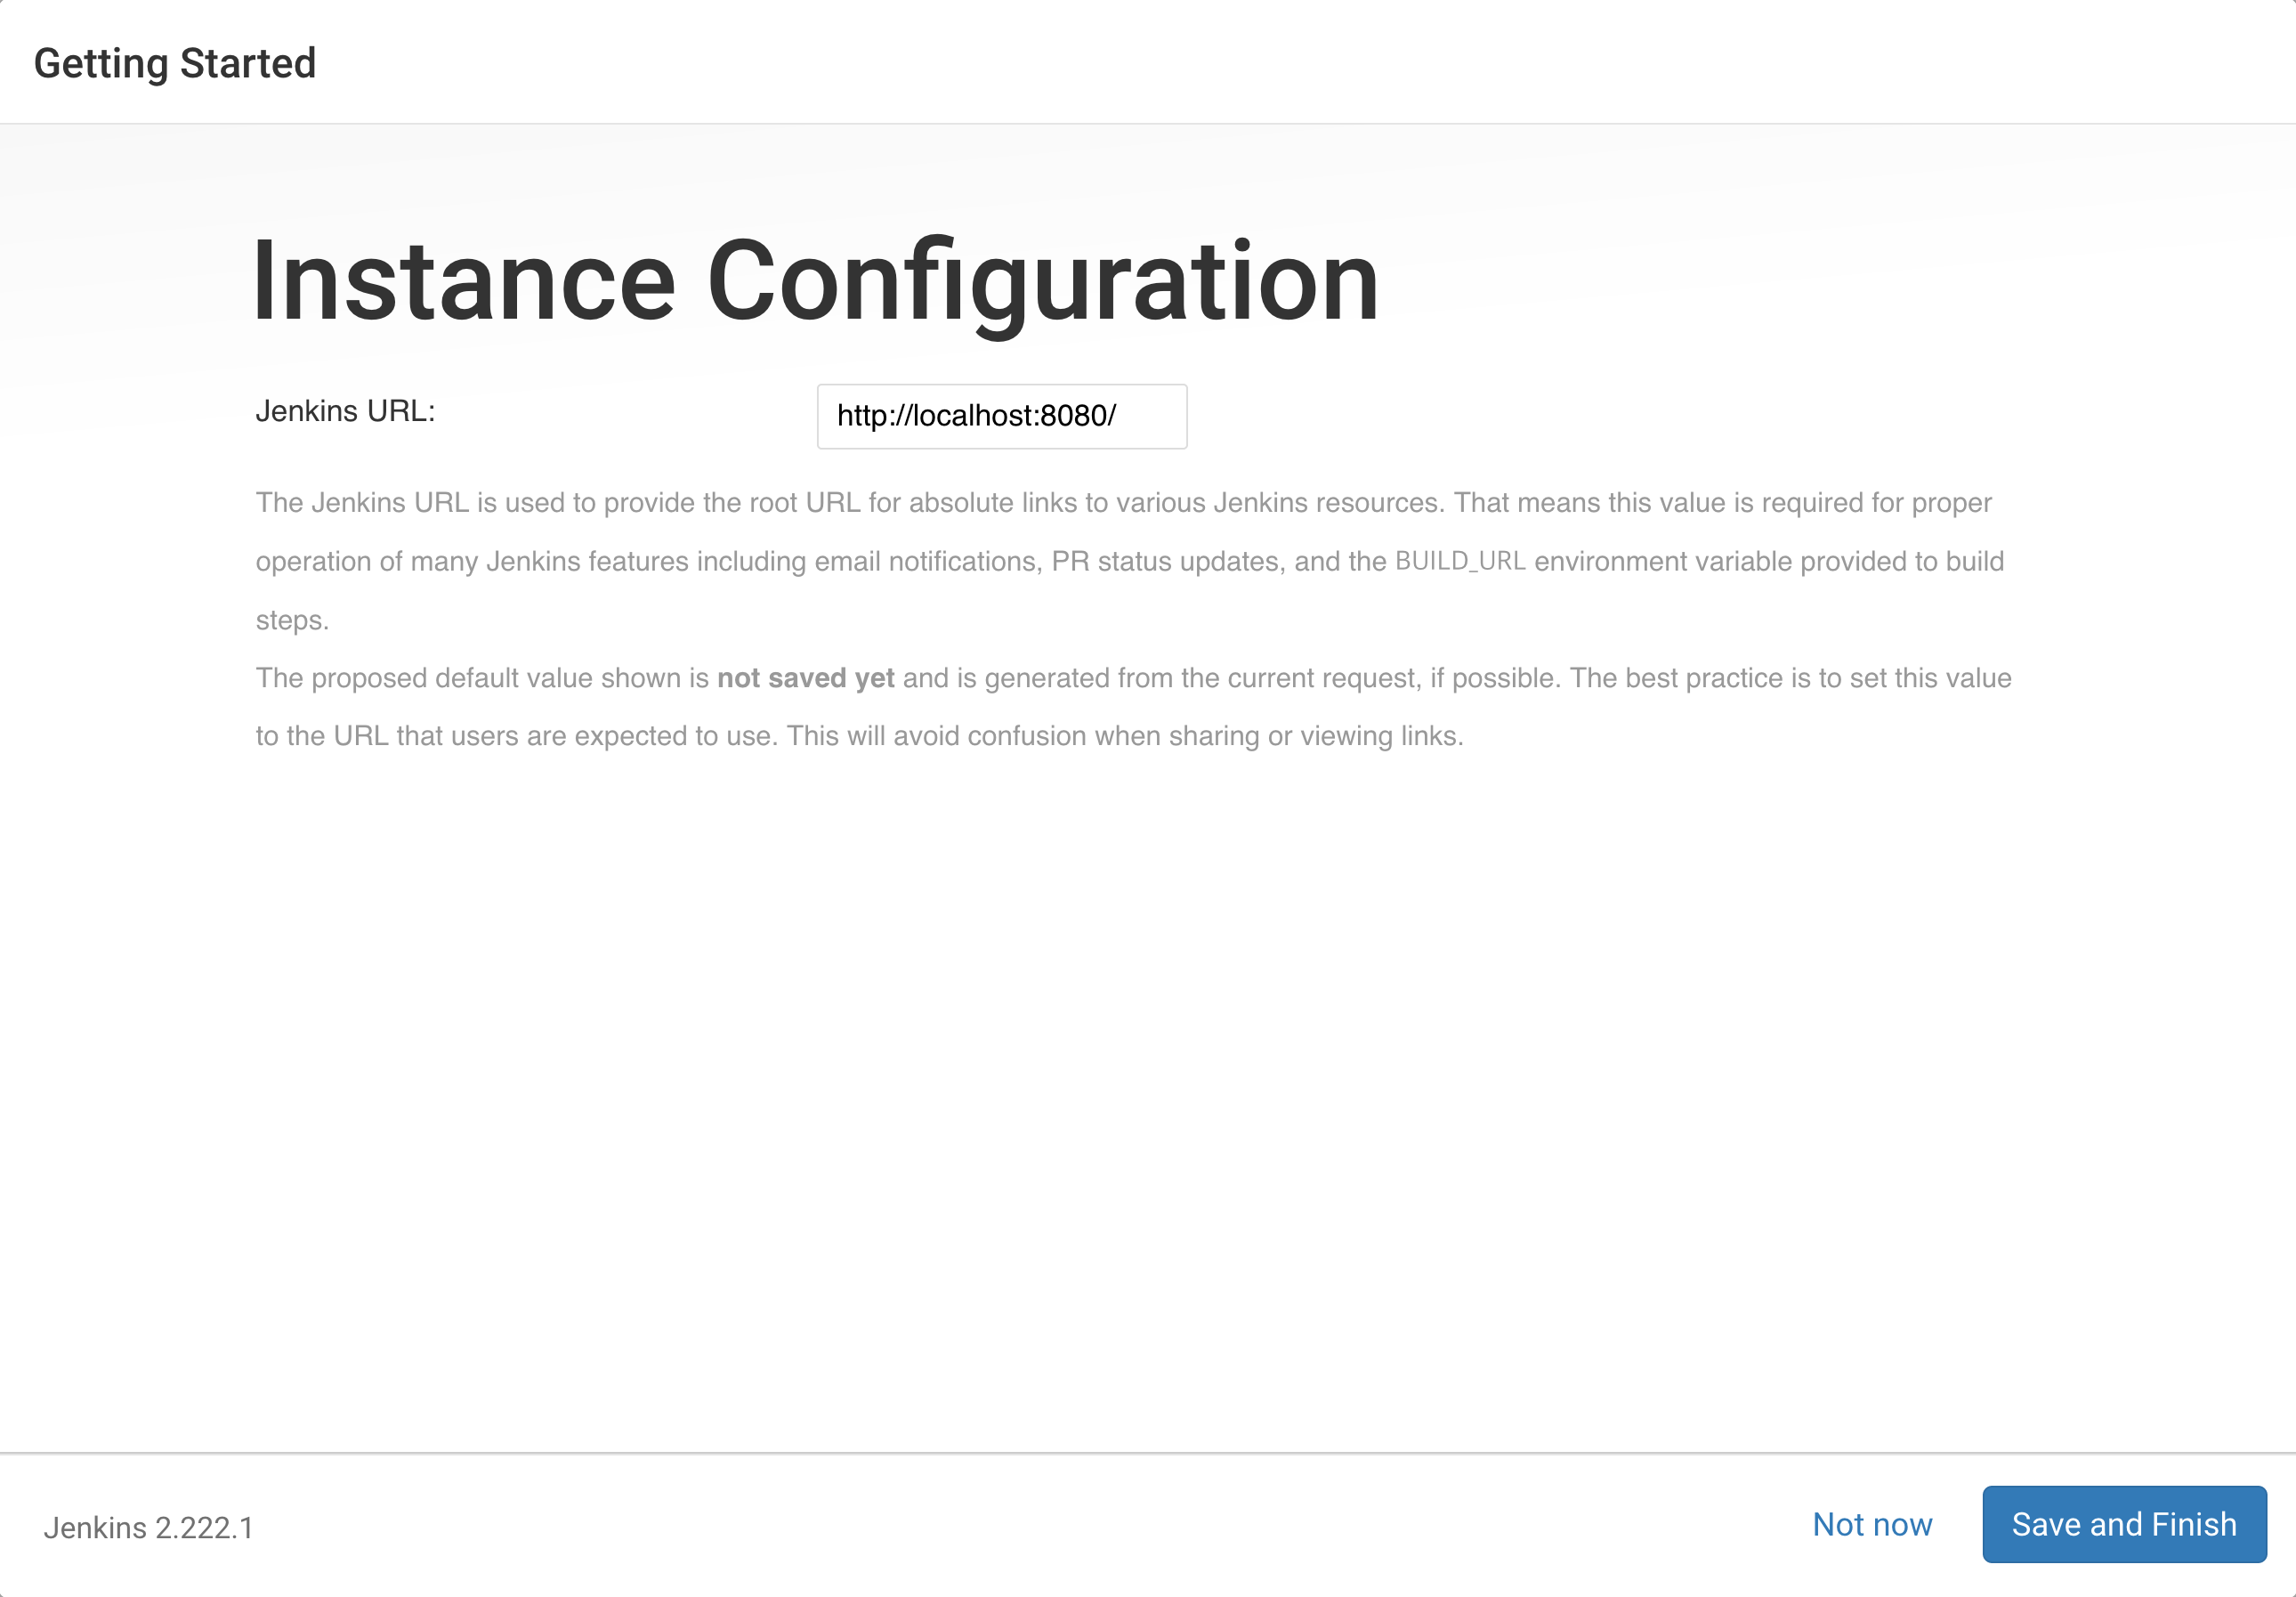 Getting Started
Instance Configuration
Jenkins URL: http://localhost:8080/
The Jenkins URL is used to provide the root URL for absolute links to various Jenkins resources. That means this value is required for proper
operation of many Jenkins features including email notifications, PR status updates, and the BUILD_URL environment variable provided to build
steps.
The proposed default value shown is not saved yet and is generated from the current request, if possible. The best practice is to set this value
to the URL that users are expected to use. This will avoid confusion when sharing or viewing links.
Jenkins 2.222.1 Not now Save and Finish